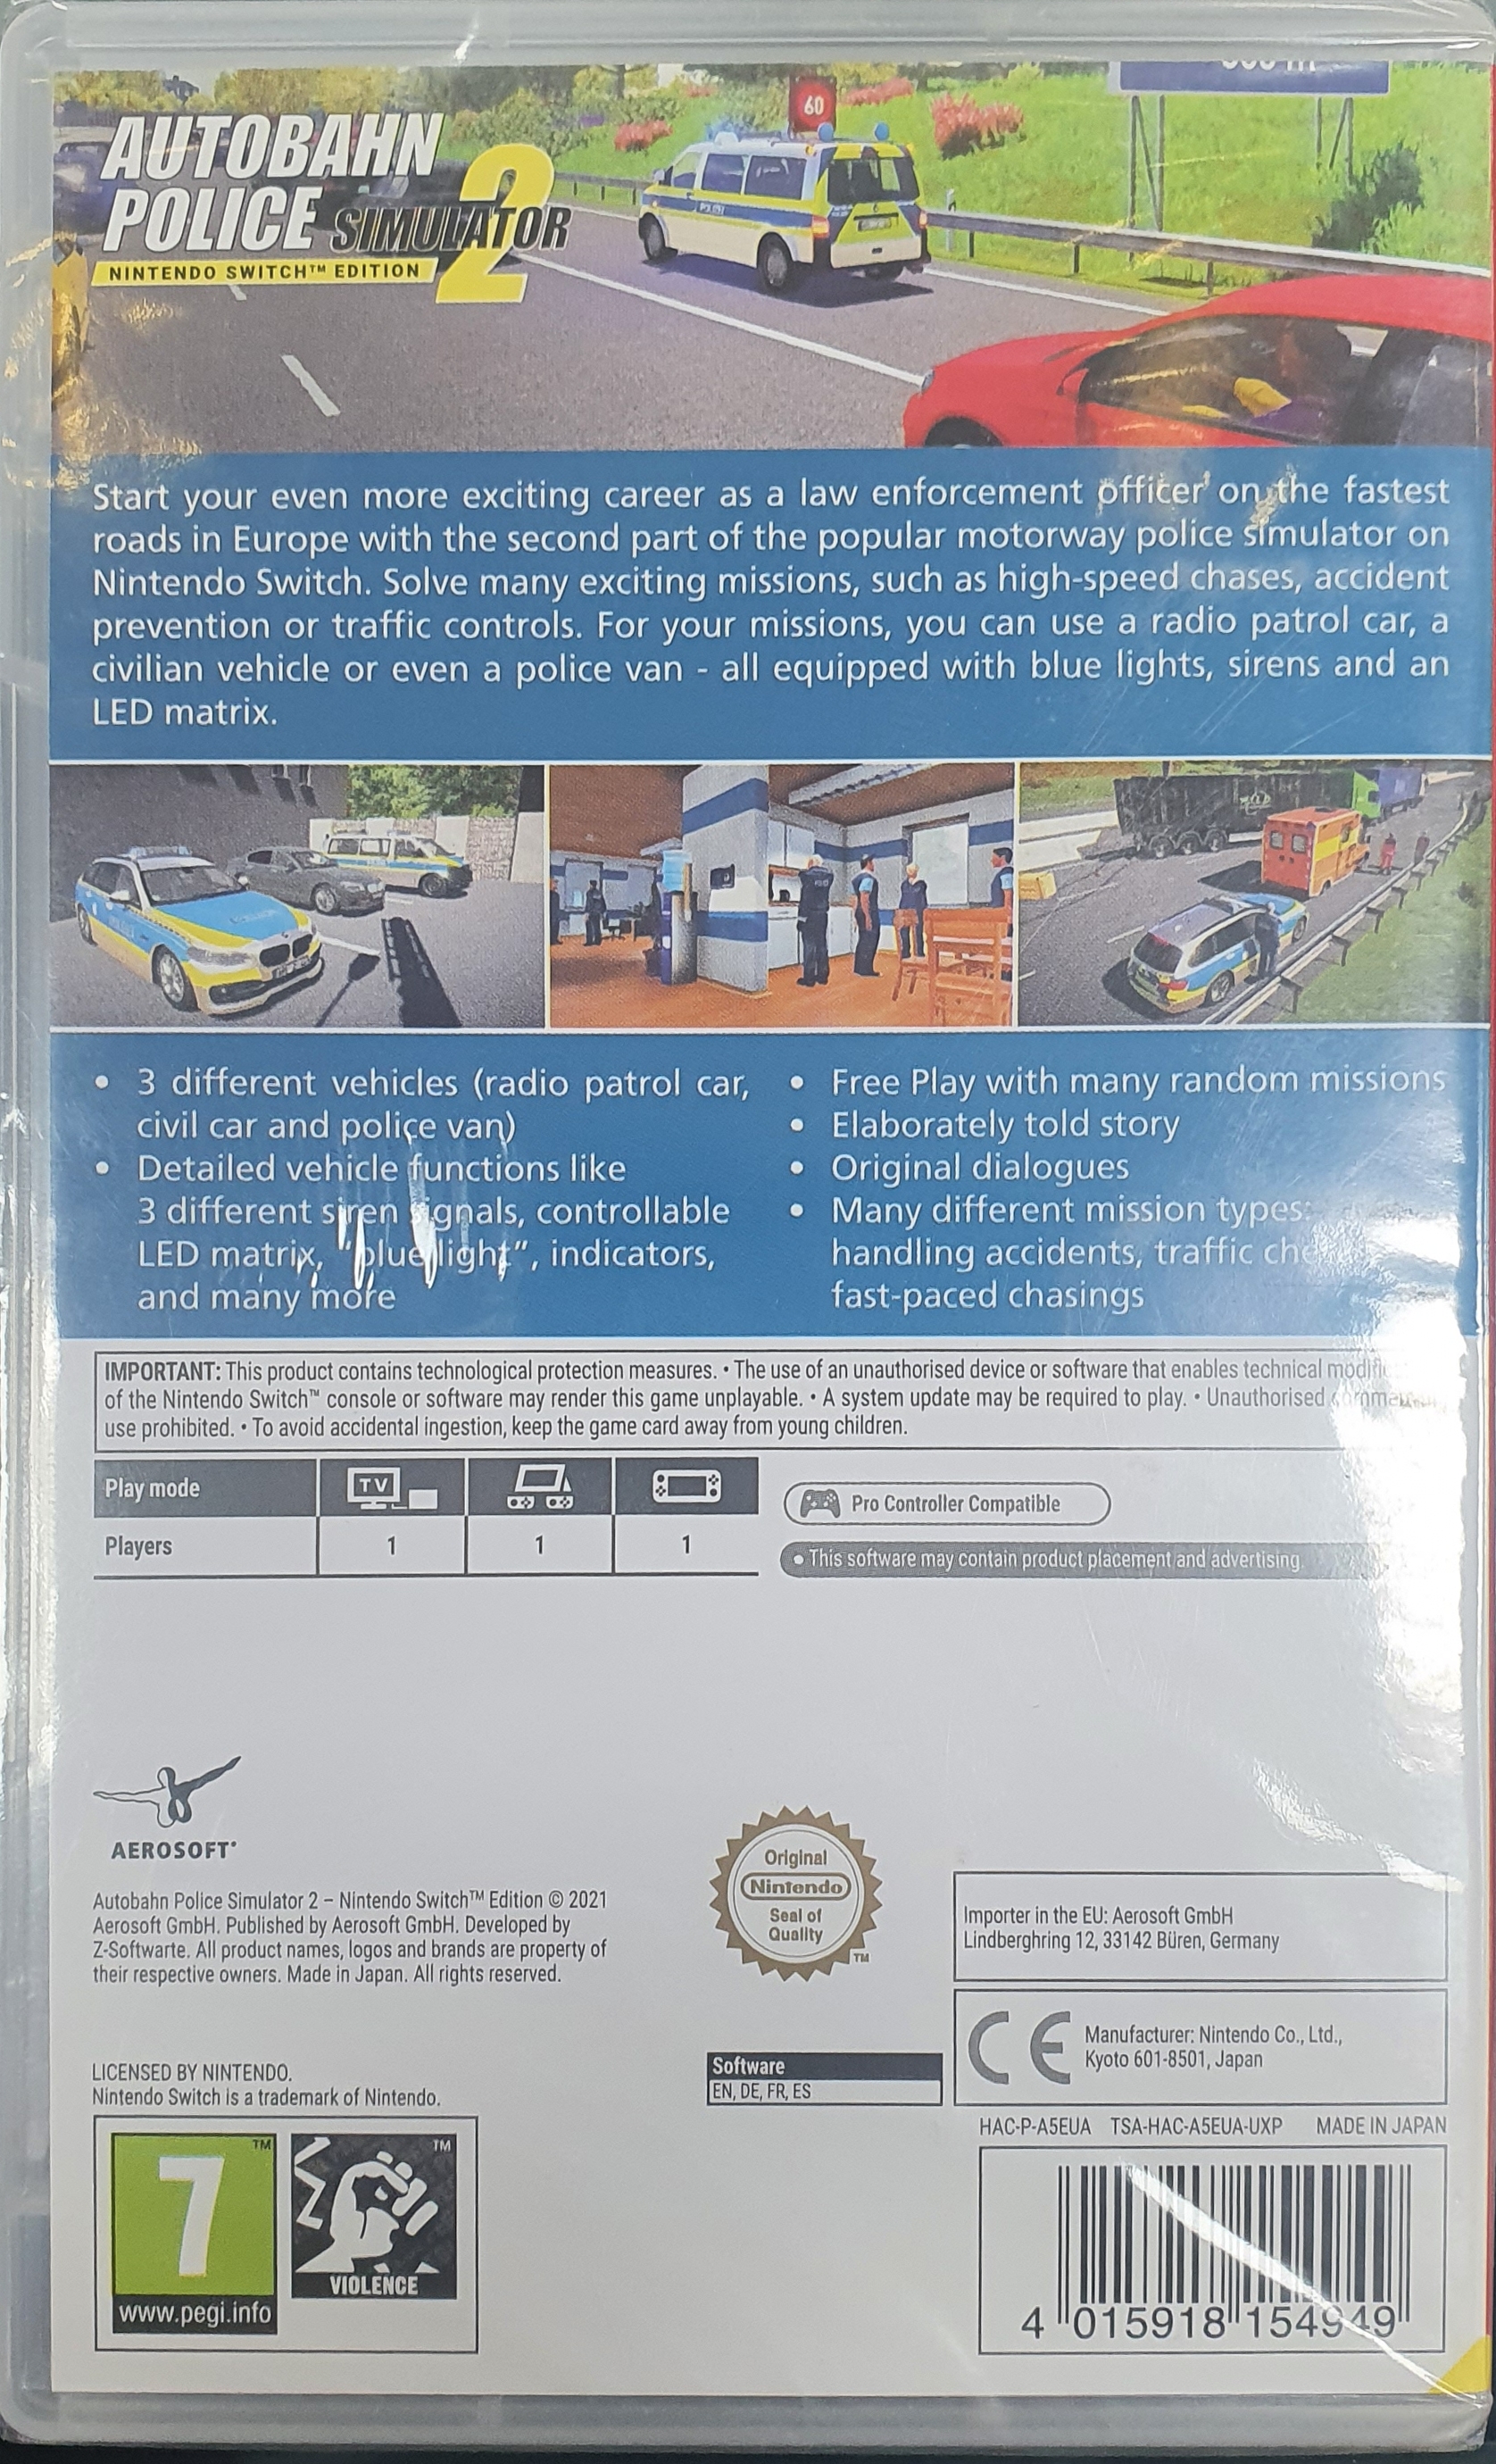 AUTOBAHN
POLICE SIMULATOR 2
NINTENDO SWITCH™ EDITION
60
Start your even more exciting career as a law enforcement officer on the fastest
roads in Europe with the second part of the popular motorway police simulator on
Nintendo Switch. Solve many exciting missions, such as high-speed chases, accident
prevention or traffic controls. For your missions, you can use a radio patrol car, a
civilian vehicle or even a police van - all equipped with blue lights, sirens and an
LED matrix.
• 3 different vehicles (radio patrol car,
civil car and police van)
• Detailed vehicle functions like
3 different siren signals, controllable
LED matrix, "blue light", indicators,
and many more
• Free Play with many random missions
• Elaborately told story
• Original dialogues
• Many different mission types:
handling accidents, traffic
fast-paced chasings
IMPORTANT: This product contains technological protection measures. • The use of an unauthorised device or software that enables technical
of the Nintendo Switch™ console or software may render this game unplayable. • A system update may be required to play. • Unauthorised
use prohibited. • To avoid accidental ingestion, keep the game card away from young children.
Play mode TV
Players 1 1 1
Pro Controller Compatible
• This software may contain product placement and advertising.
AEROSOFT®
Autobahn Police Simulator 2 – Nintendo Switch™ Edition © 2021
Aerosoft GmbH. Published by Aerosoft GmbH. Developed by
Z-Softwarte. All product names, logos and brands are property of
their respective owners. Made in Japan. All rights reserved.
LICENSED BY NINTENDO.
Nintendo Switch is a trademark of Nintendo.
Original
Nintendo
Seal of
Quality
™
Software
EN, DE, FR, ES
Importer in the EU: Aerosoft GmbH
Lindberghring 12, 33142 Büren, Germany
CE
Manufacturer: Nintendo Co., Ltd.,
Kyoto 601-8501, Japan
HAC-P-A5EUA TSA-HAC-A5EUA-UXP MADE IN JAPAN
7 ™
www.pegi.info
™
VIOLENCE
4 015918 154949